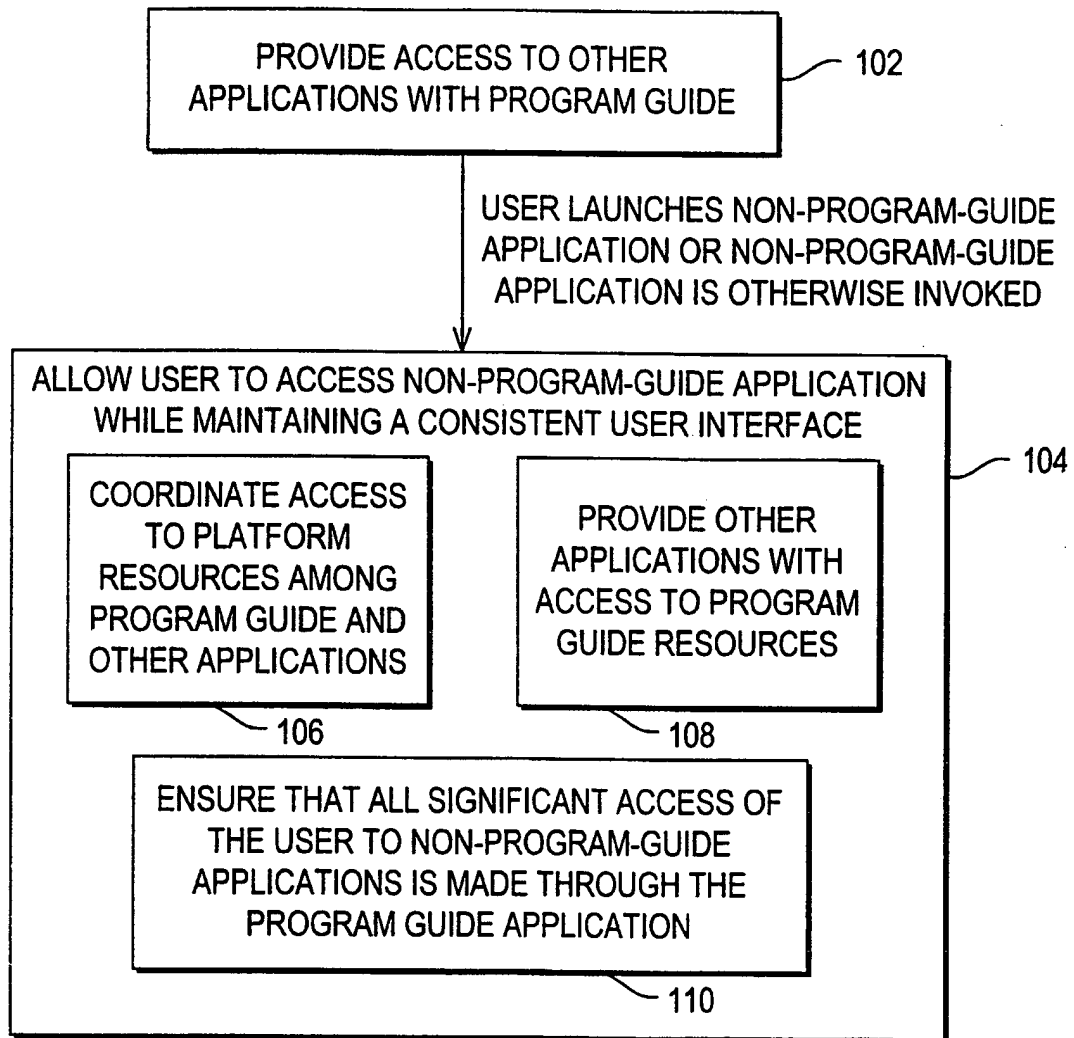 PROVIDE ACCESS TO OTHER
APPLICATIONS WITH PROGRAM GUIDE
102
USER LAUNCHES NON-PROGRAM-GUIDE
APPLICATION OR NON-PROGRAM-GUIDE
APPLICATION IS OTHERWISE INVOKED
ALLOW USER TO ACCESS NON-PROGRAM-GUIDE APPLICATION
WHILE MAINTAINING A CONSISTENT USER INTERFACE
104
COORDINATE ACCESS
TO PLATFORM
RESOURCES AMONG
PROGRAM GUIDE AND
OTHER APPLICATIONS
106
PROVIDE OTHER
APPLICATIONS WITH
ACCESS TO PROGRAM
GUIDE RESOURCES
108
ENSURE THAT ALL SIGNIFICANT ACCESS OF
THE USER TO NON-PROGRAM-GUIDE
APPLICATIONS IS MADE THROUGH THE
PROGRAM GUIDE APPLICATION
110